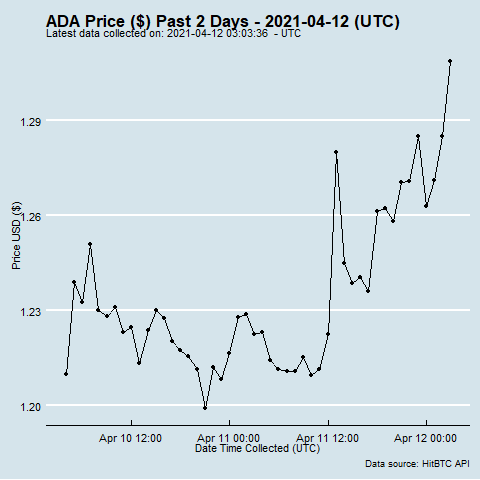 ADA Price ($) Past 2 Days - 2021-04-12 (UTC)
Latest data collected on: 2021-04-12 03:03:36 - UTC
1.29
1.26
1.23
1.20
Price USD ($)
Apr 10 12:00 Apr 11 00:00 Apr 11 12:00 Apr 12 00:00
Date Time Collected (UTC)
Data source: HitBTC API